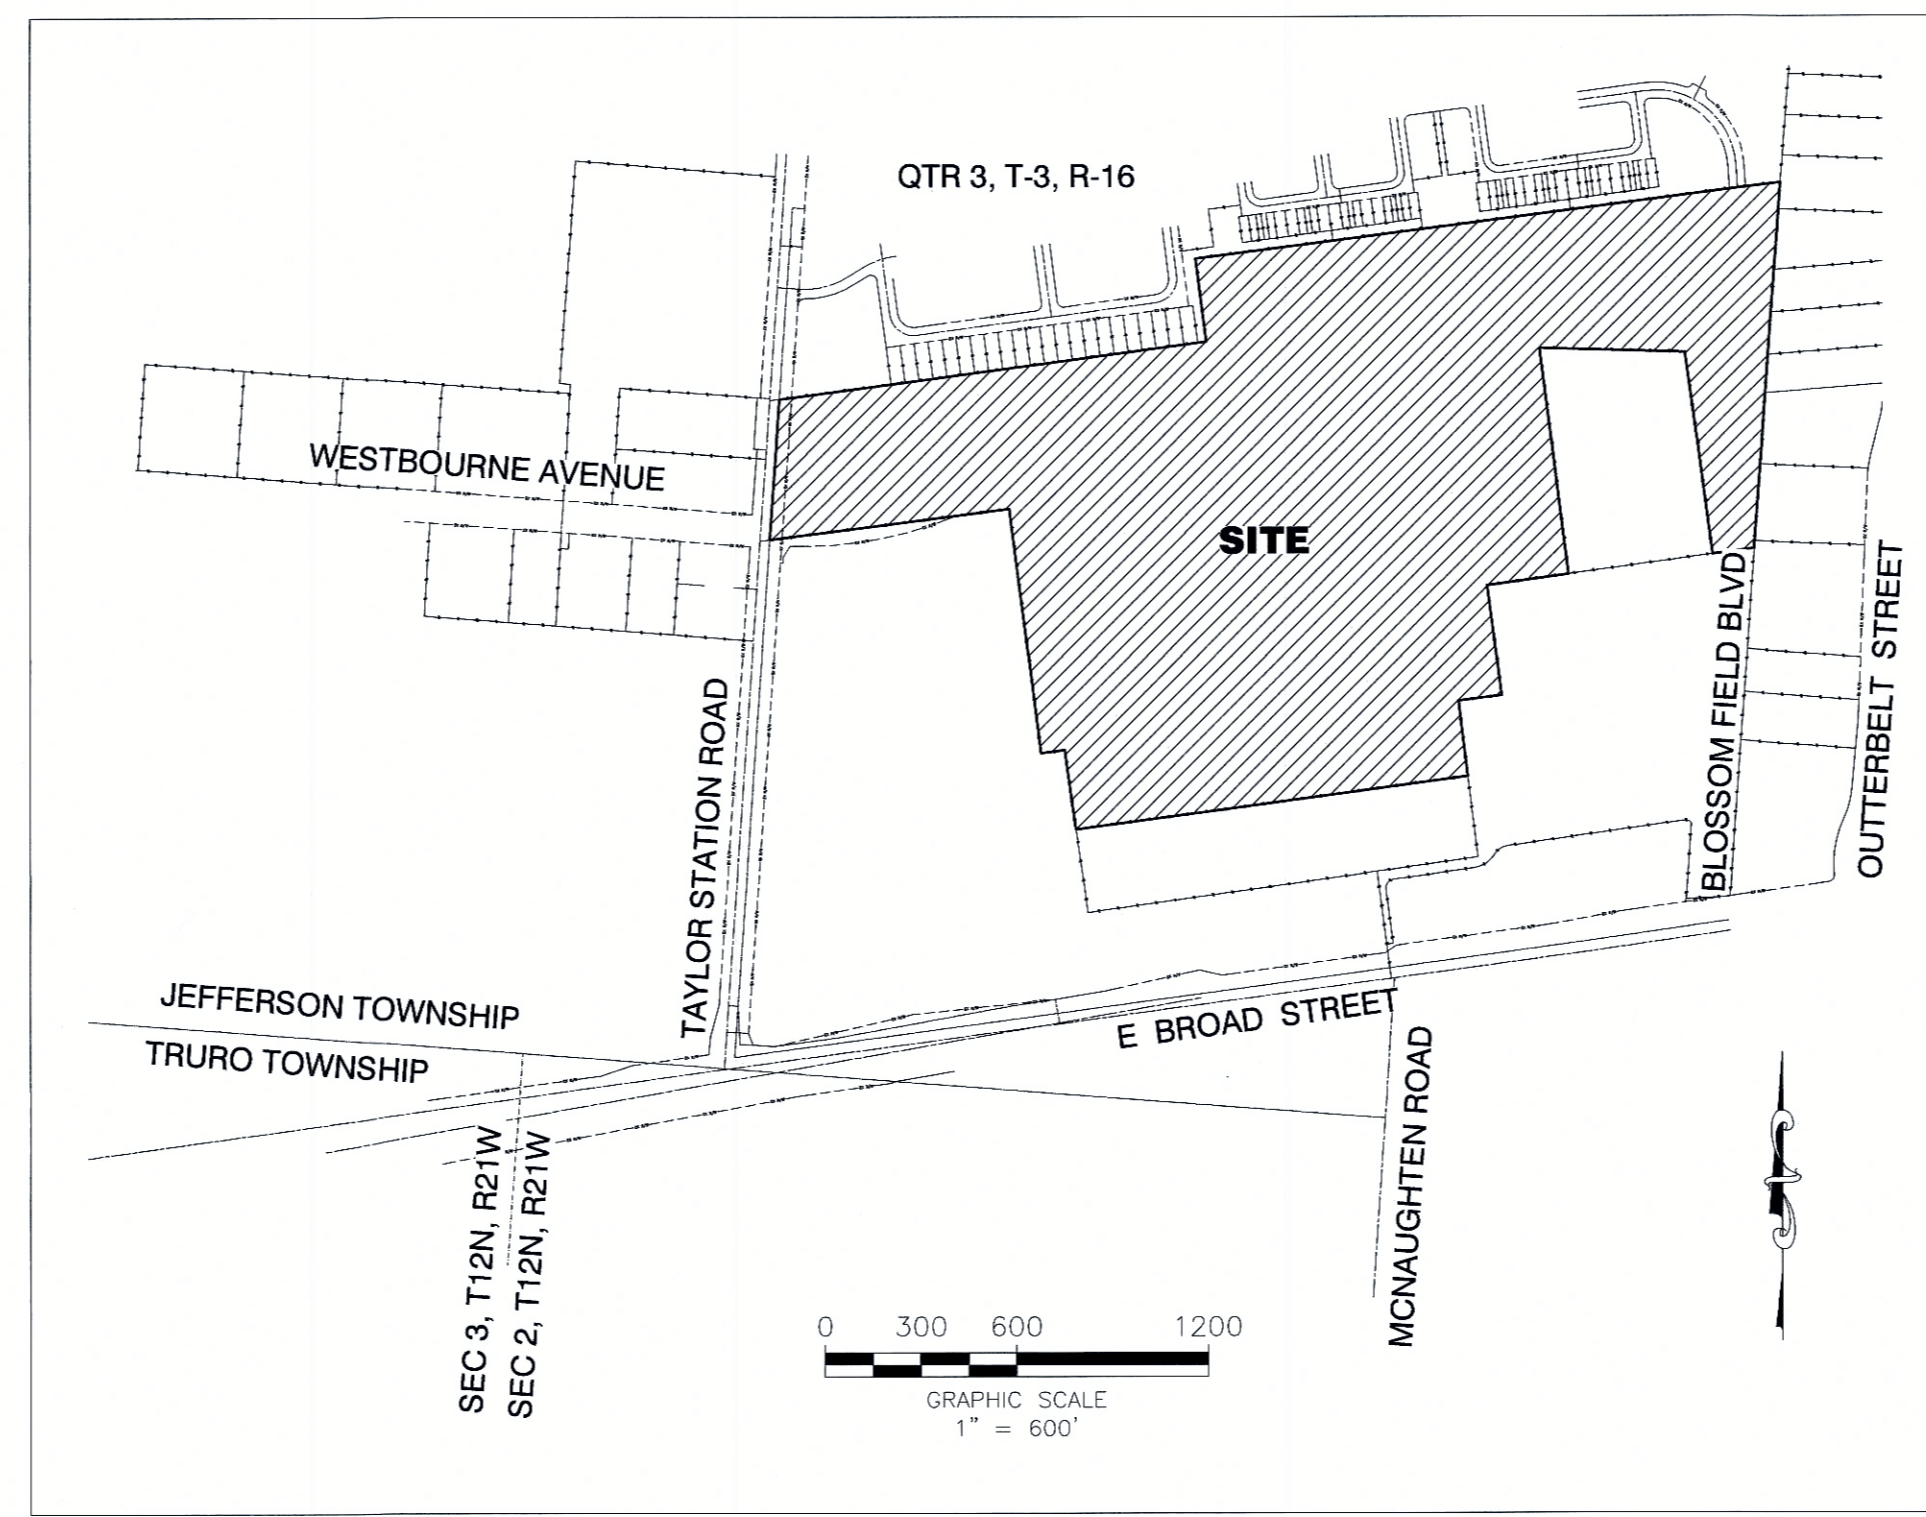 QTR 3, T-3, R-16
WESTBOURNE AVENUE
SITE
BLOSSOM FIELD BLVD
OUTTERBELT STREET
TAYLOR STATION ROAD
JEFFERSON TOWNSHIP
TRURO TOWNSHIP
E BROAD STREET
MCNAUGHTEN ROAD
SEC 3, T12N, R21W
SEC 2, T12N, R21W
0 300 600 1200
GRAPHIC SCALE
1" = 600'